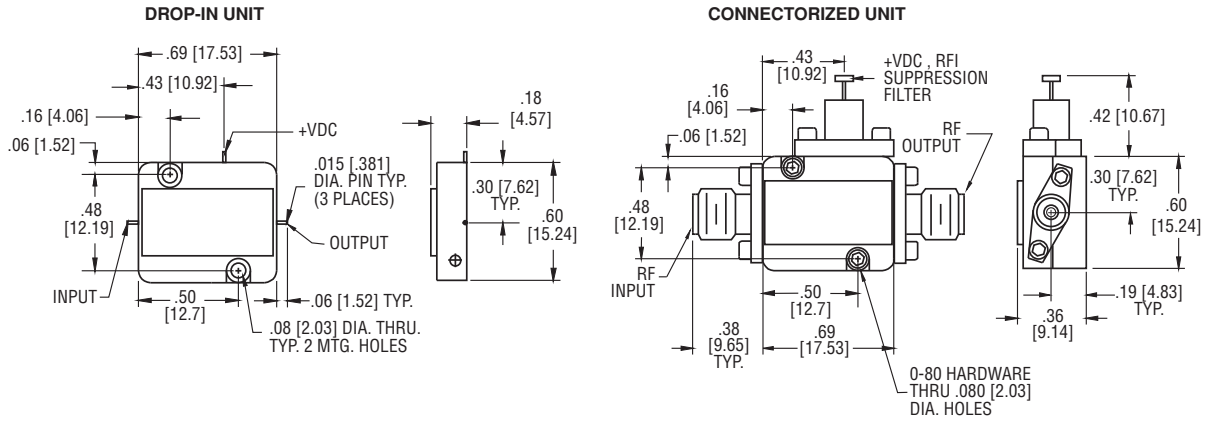 DROP-IN UNIT
.69 [17.53]
.43 [10.92]
.16 [4.06]
.06 [1.52]
+VDC
.015 [.381]
DIA. PIN TYP.
(3 PLACES)
.48
[12.19]
OUTPUT
INPUT
.50
[12.7]
.06 [1.52] TYP.
.08 [2.03] DIA. THRU.
TYP. 2 MTG. HOLES
.18
[4.57]
.30 [7.62]
TYP.
.60
[15.24]
CONNECTORIZED UNIT
.43
[10.92]
+VDC , RFI
SUPPRESSION
FILTER
.16
[4.06]
.06 [1.52]
RF
OUTPUT
.48
[12.19]
RF
INPUT
.50
[12.7]
.38
[9.65]
TYP.
.69
[17.53]
0-80 HARDWARE
THRU .080 [2.03]
DIA. HOLES
.42 [10.67]
.30 [7.62]
TYP.
.60
[15.24]
.19 [4.83]
TYP.
.36
[9.14]